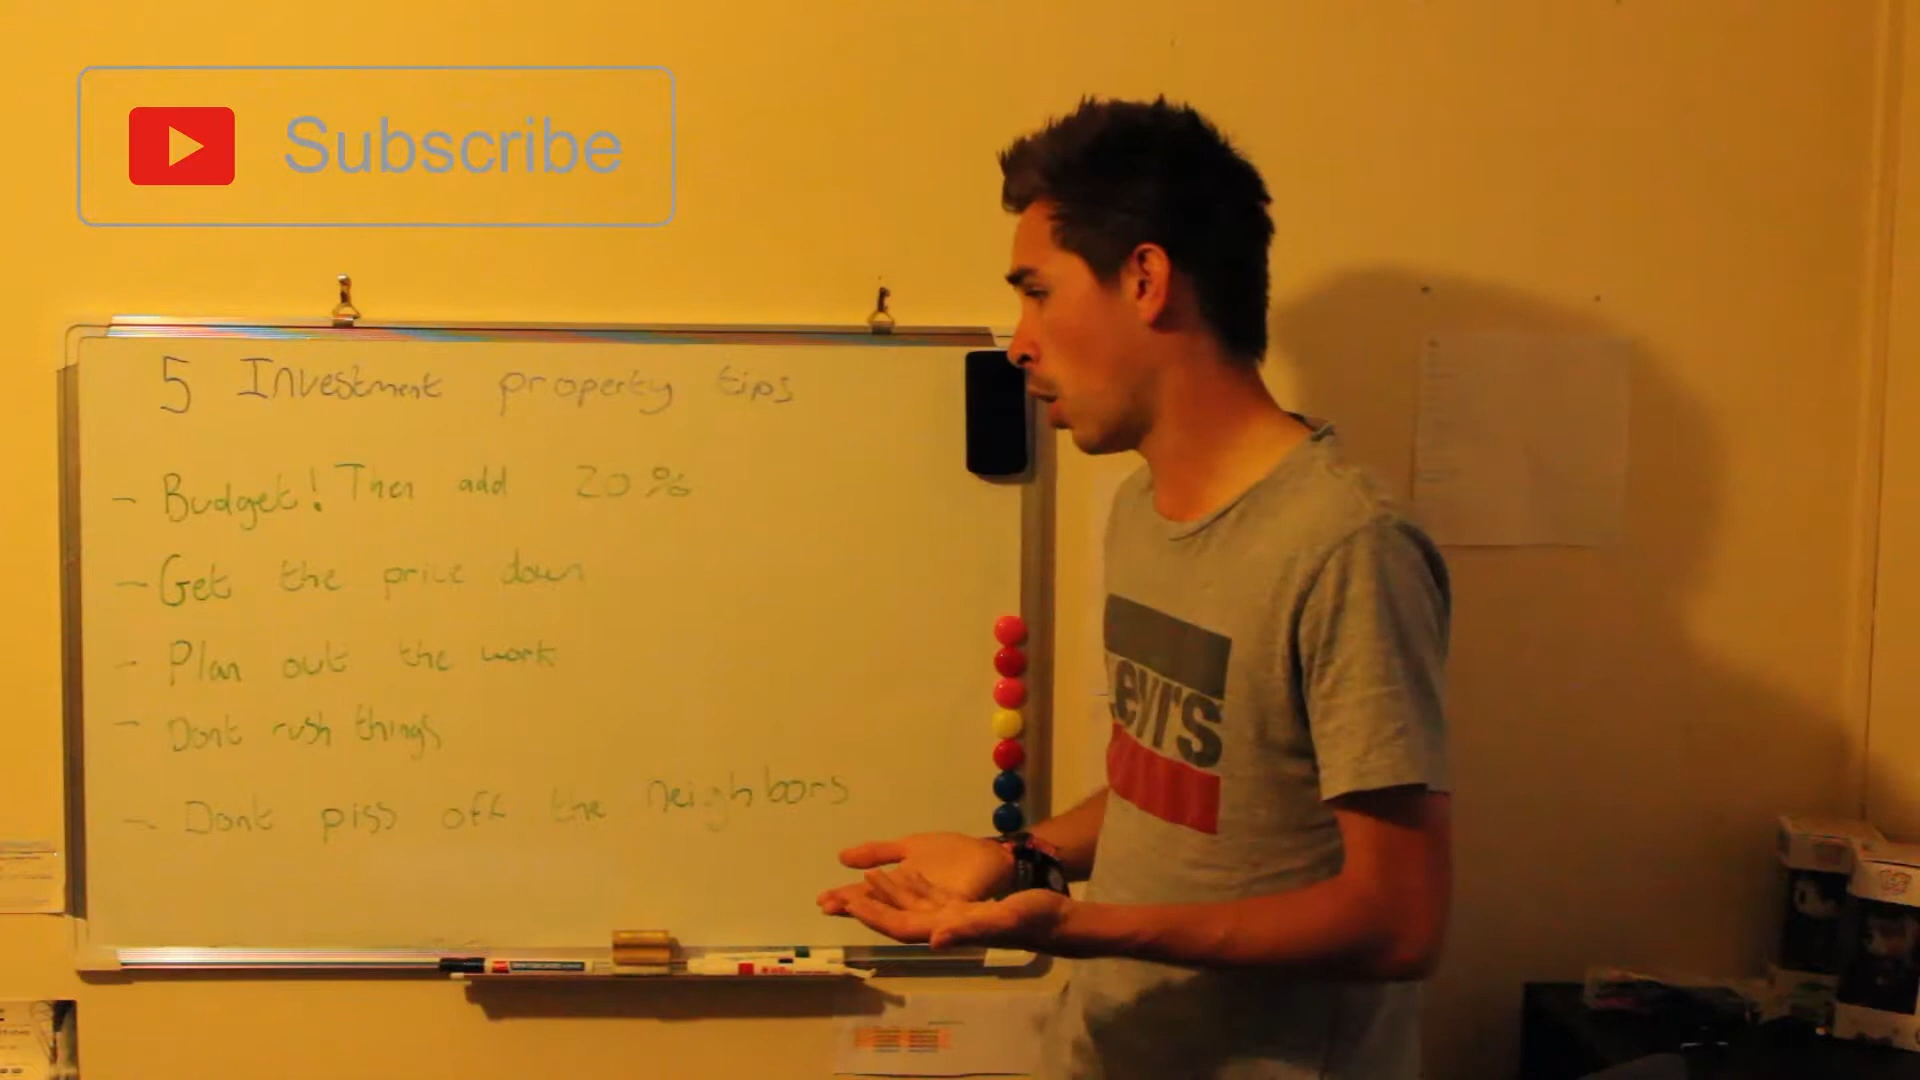 Subscribe
5 Investment property tips
- Budget! Then add 20%
- Get the price down
- Plan out the work
- Dont rush things
- Dont piss off the neighbors